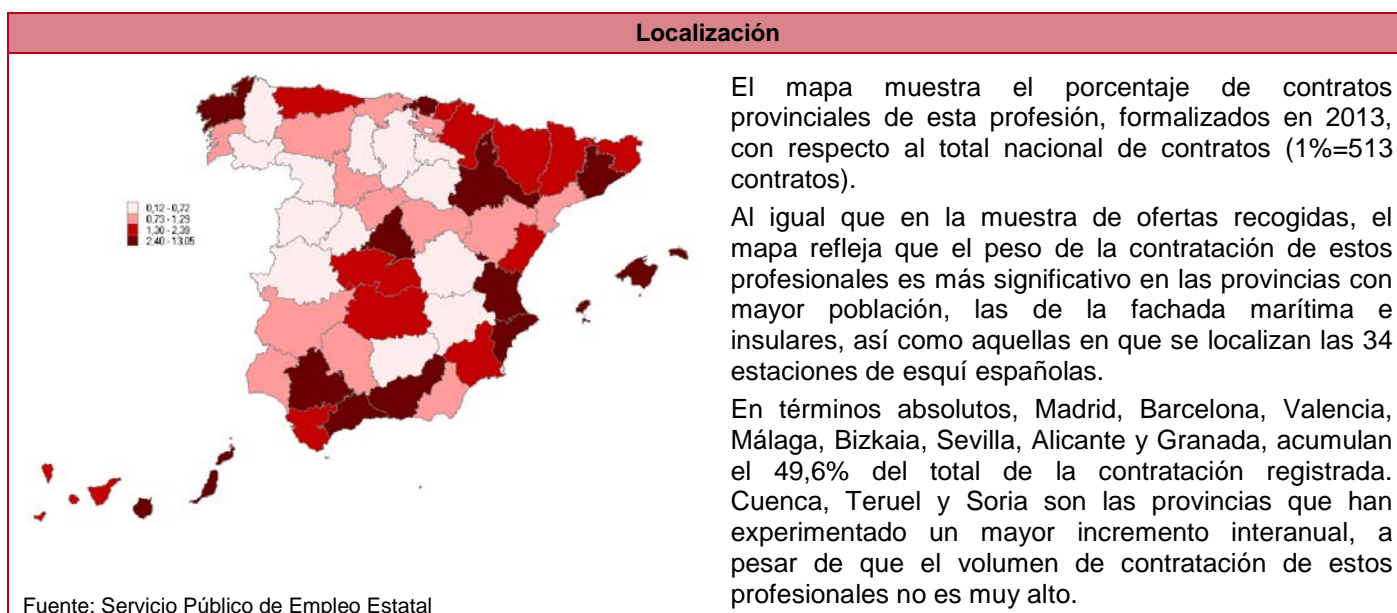 Localización
0,12 - 0,72
0,73 - 1,29
1,30 - 2,39
2,40 - 13,05
Fuente: Servicio Público de Empleo Estatal
El mapa muestra el porcentaje de contratos
provinciales de esta profesión, formalizados en 2013,
con respecto al total nacional de contratos (1%=513
contratos).
Al igual que en la muestra de ofertas recogidas, el
mapa refleja que el peso de la contratación de estos
profesionales es más significativo en las provincias con
mayor población, las de la fachada marítima e
insulares, así como aquellas en que se localizan las 34
estaciones de esquí españolas.
En términos absolutos, Madrid, Barcelona, Valencia,
Málaga, Bizkaia, Sevilla, Alicante y Granada, acumulan
el 49,6% del total de la contratación registrada.
Cuenca, Teruel y Soria son las provincias que han
experimentado un mayor incremento interanual, a
pesar de que el volumen de contratación de estos
profesionales no es muy alto.